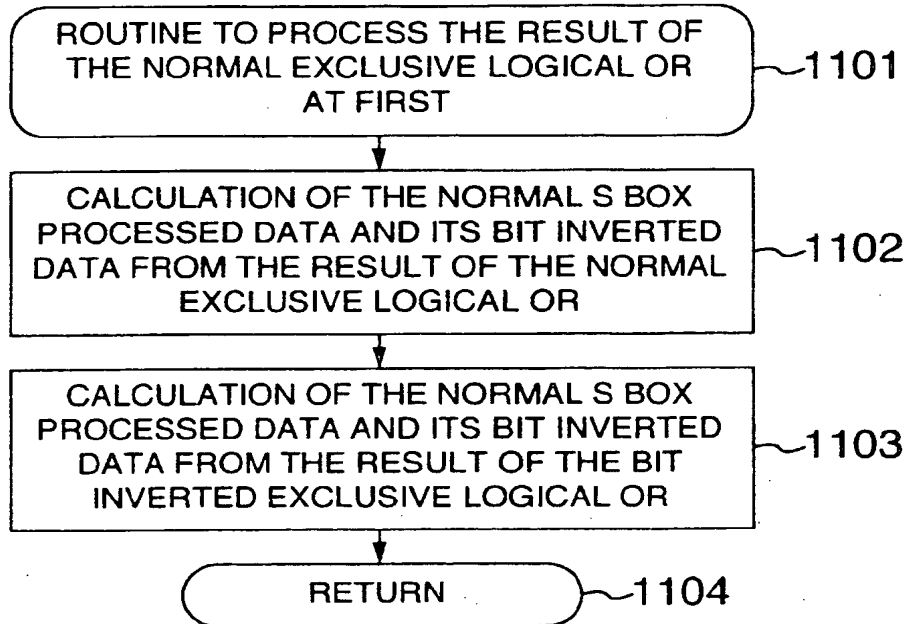 ROUTINE TO PROCESS THE RESULT OF
THE NORMAL EXCLUSIVE LOGICAL OR
AT FIRST
1101
CALCULATION OF THE NORMAL S BOX
PROCESSED DATA AND ITS BIT INVERTED
DATA FROM THE RESULT OF THE NORMAL
EXCLUSIVE LOGICAL OR
1102
CALCULATION OF THE NORMAL S BOX
PROCESSED DATA AND ITS BIT INVERTED
DATA FROM THE RESULT OF THE BIT
INVERTED EXCLUSIVE LOGICAL OR
1103
RETURN
1104